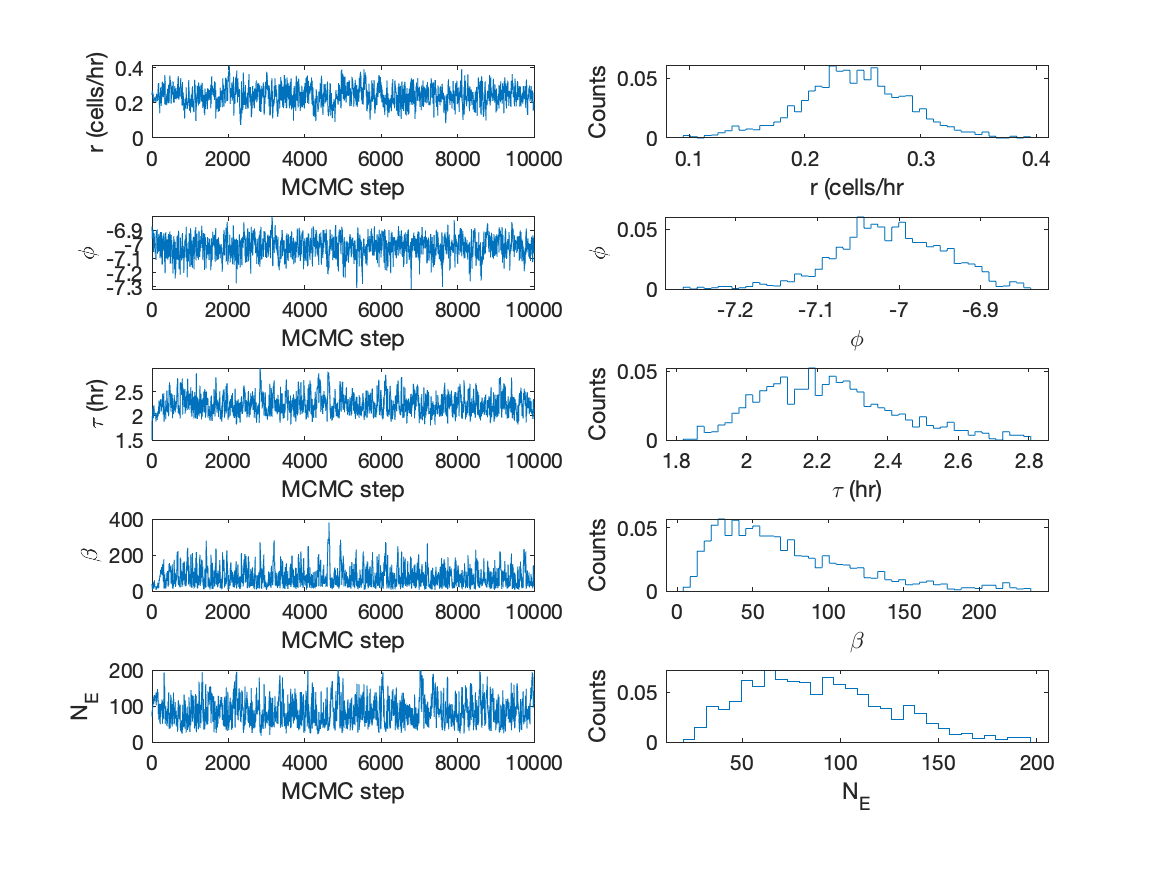 r (cells/hr)
0.4
0.2
0
0 2000 4000 6000 8000 10000
MCMC step
Counts
0.05
0
0.1 0.2 0.3 0.4
r (cells/hr
ϕ
-6.9
-7
-7.1
-7.2
-7.3
0 2000 4000 6000 8000 10000
MCMC step
ϕ
0.05
0
-7.2 -7.1 -7 -6.9
ϕ
τ (hr)
2.5
2
1.5
0 2000 4000 6000 8000 10000
MCMC step
Counts
0.05
0
1.8 2 2.2 2.4 2.6 2.8
τ (hr)
β
400
200
0
0 2000 4000 6000 8000 10000
MCMC step
Counts
0.05
0
0 50 100 150 200
β
N_E
200
100
0
0 2000 4000 6000 8000 10000
MCMC step
Counts
0.05
0
50 100 150 200
N_E